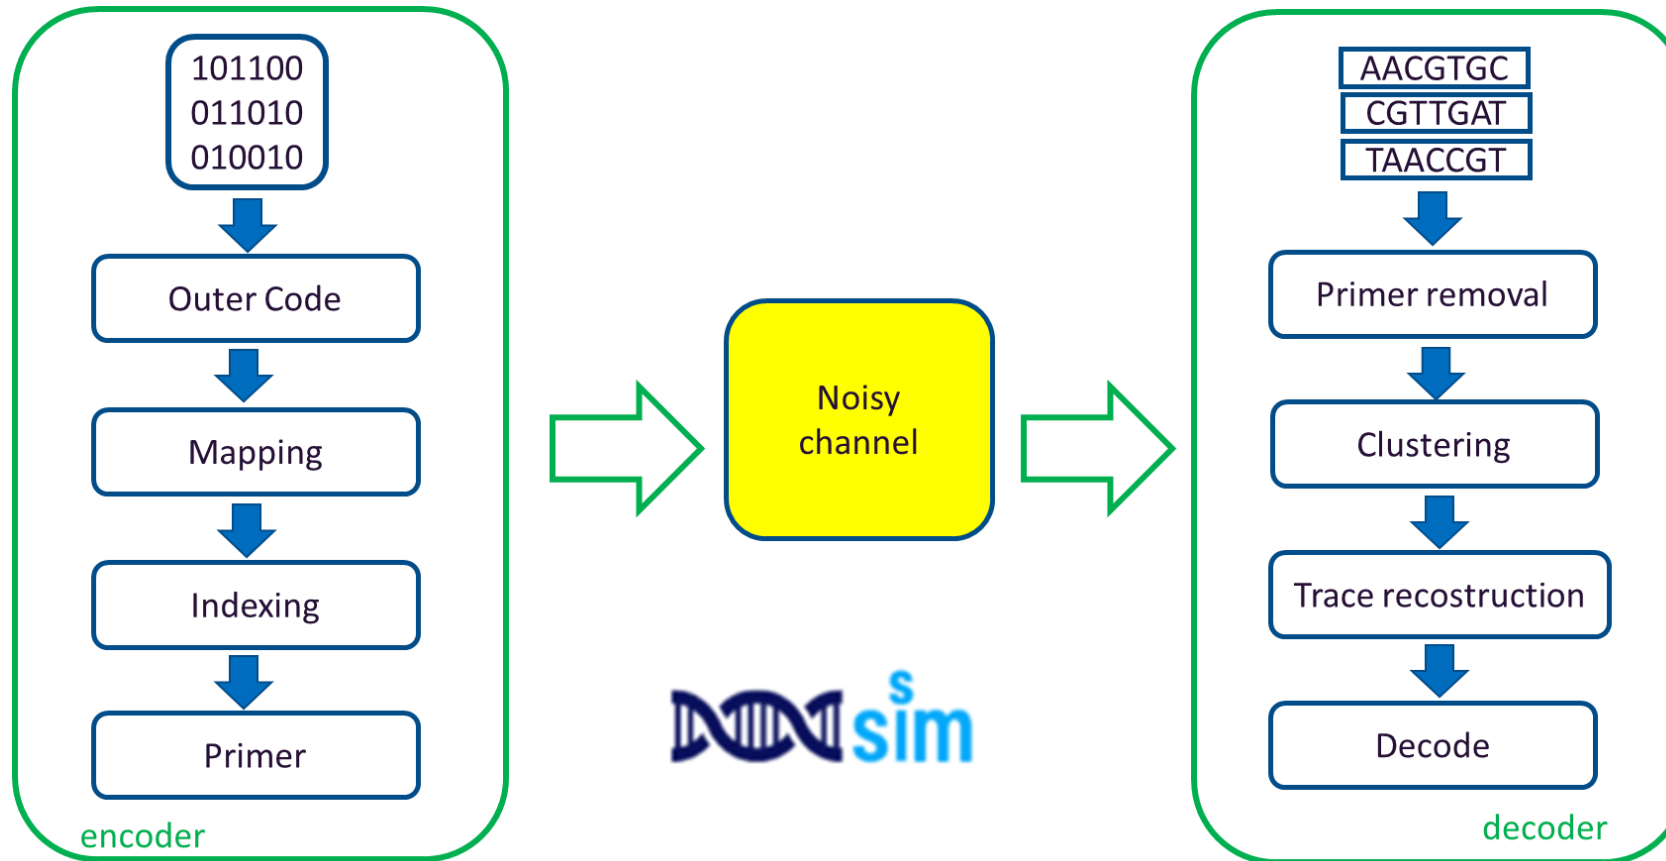 101100
011010
010010
Outer Code
Mapping
Indexing
Primer
encoder
Noisy
channel
s
sim
AACGTGC
CGTTGAT
TAACCGT
Primer removal
Clustering
Trace recostruction
Decode
decoder